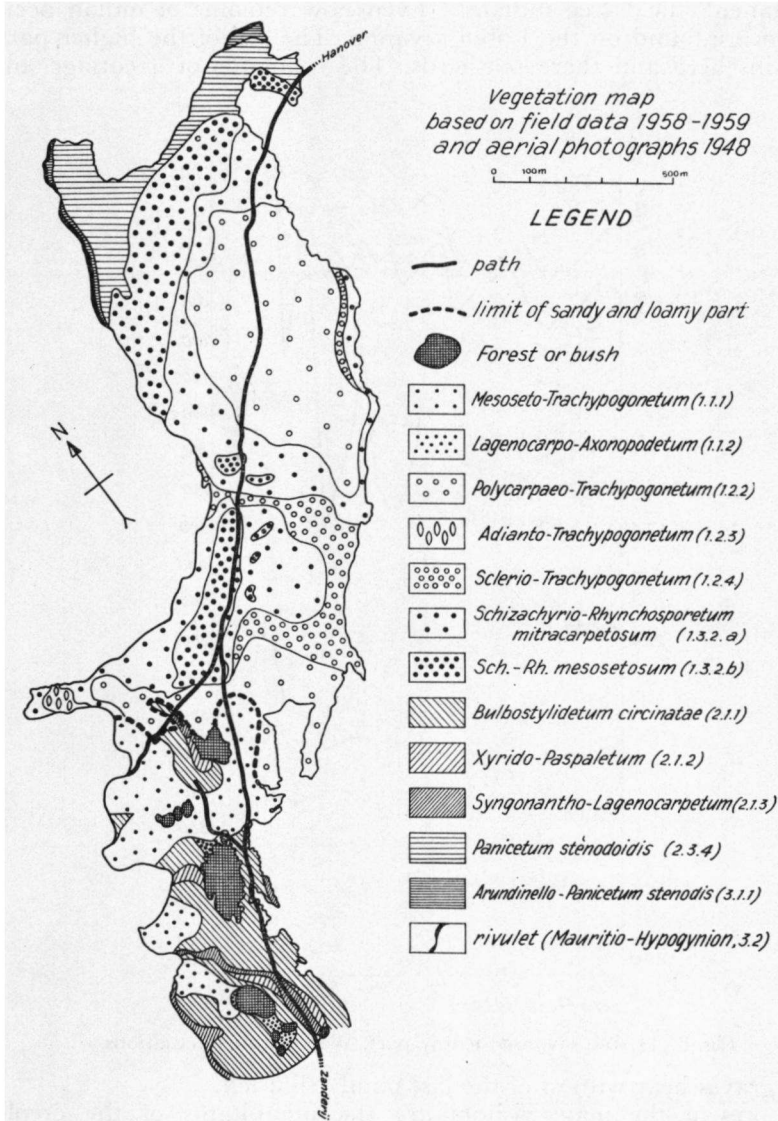 Hanover
Vegetation map
based on field data 1958-1959
and aerial photographs 1948
0 100m 500m
LEGEND
path
limit of sandy and loamy part
Forest or bush
Mesoseto-Trachypogonetum (1.1.1)
Lagenocarpo-Axonopodetum (1.1.2)
Polycarpaeo-Trachypogonetum (1.2.2)
Adianto-Trachypogonetum (1.2.3)
Sclerio-Trachypogonetum (1.2.4)
Schizachyrio-Rhynchosporetum
mitracarpetosum (1.3.2.a)
Sch.-Rh. mesosetosum (1.3.2.b)
Bulbostylidetum circinatae (2.1.1)
Xyrido-Paspaletum (2.1.2)
Syngonantho-Lagenocarpetum (2.1.3)
Panicetum stenodoidis (2.3.4)
Arundinello-Panicetum stenodis (3.1.1)
rivulet (Mauritio-Hypogynion, 3.2)
N
Zanderij